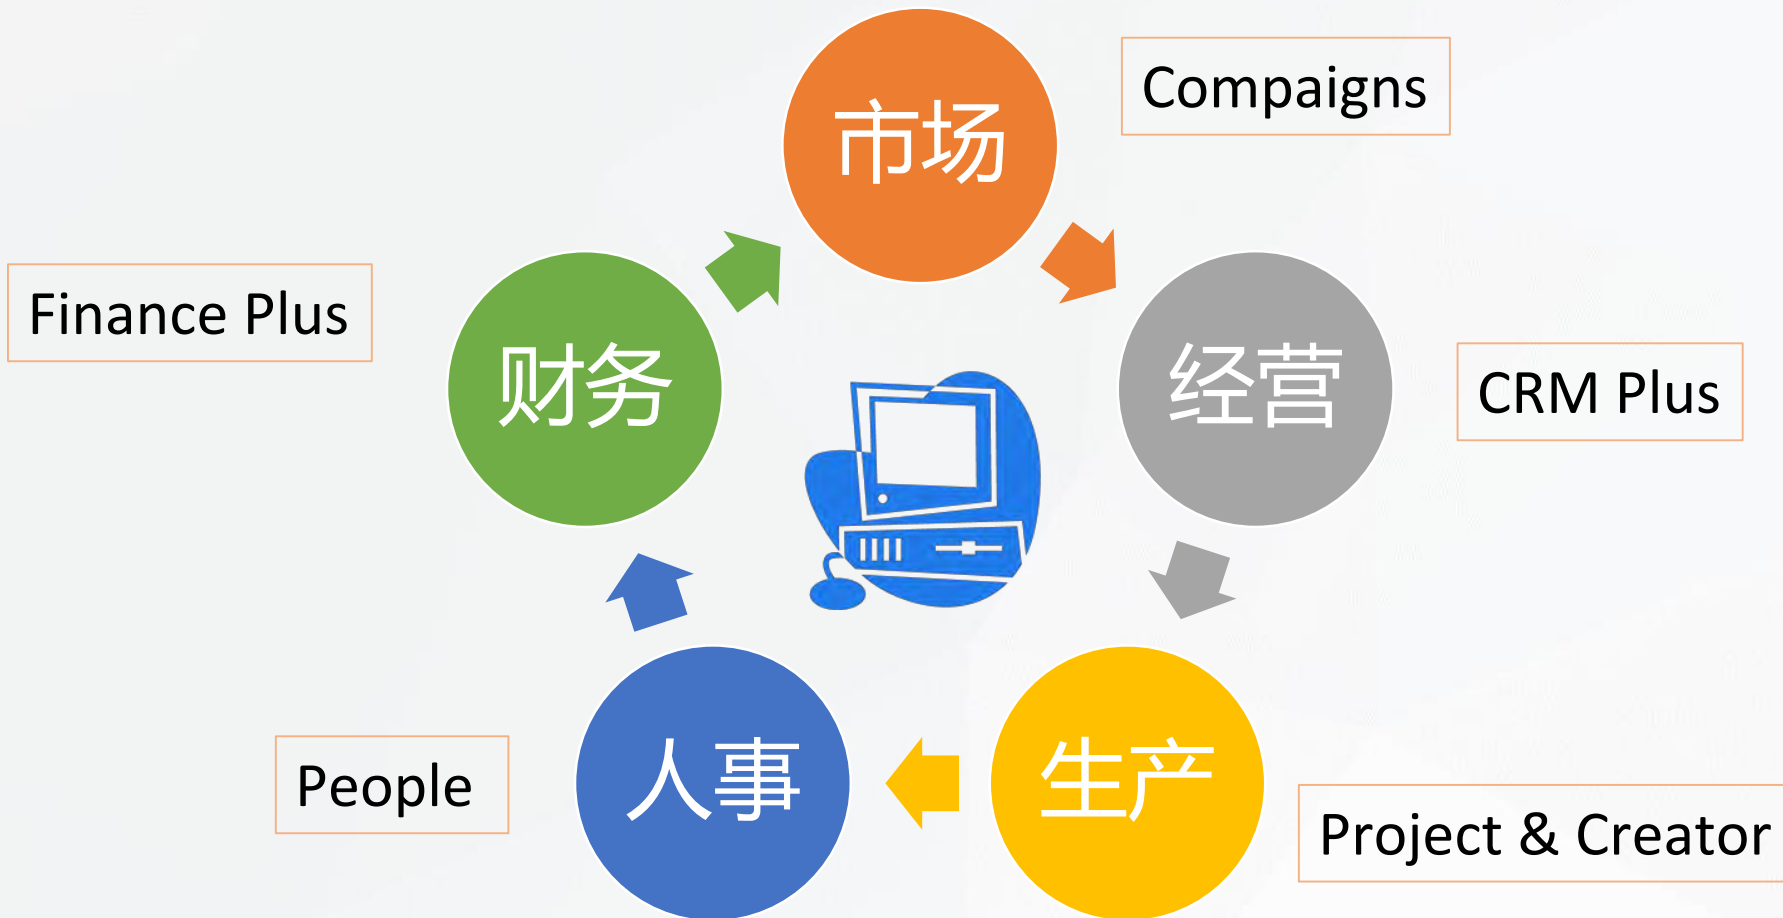 市场
Compaigns
Finance Plus
财务
经营
CRM Plus
People
人事
生产
Project & Creator